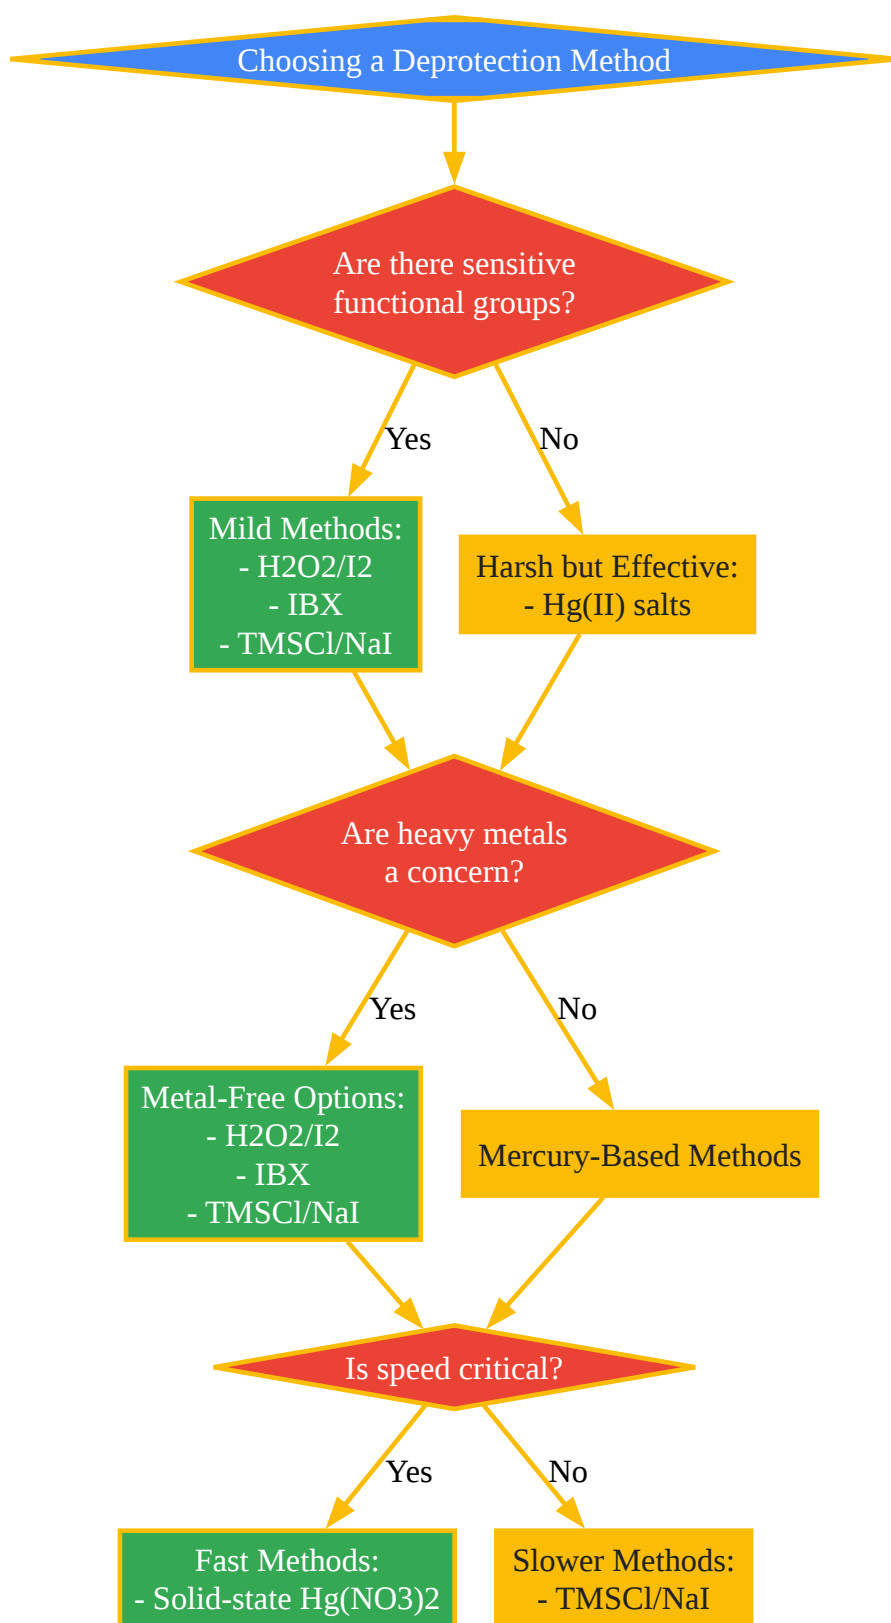 Choosing a Deprotection Method
Are there sensitive
functional groups?
Yes
No
Mild Methods:
- H2O2/I2
- IBX
- TMSCl/NaI
Harsh but Effective:
- Hg(II) salts
Are heavy metals
a concern?
Yes
No
Metal-Free Options:
- H2O2/I2
- IBX
- TMSCl/NaI
Mercury-Based Methods
Is speed critical?
Yes
No
Fast Methods:
- Solid-state Hg(NO3)2
Slower Methods:
- TMSCl/NaI